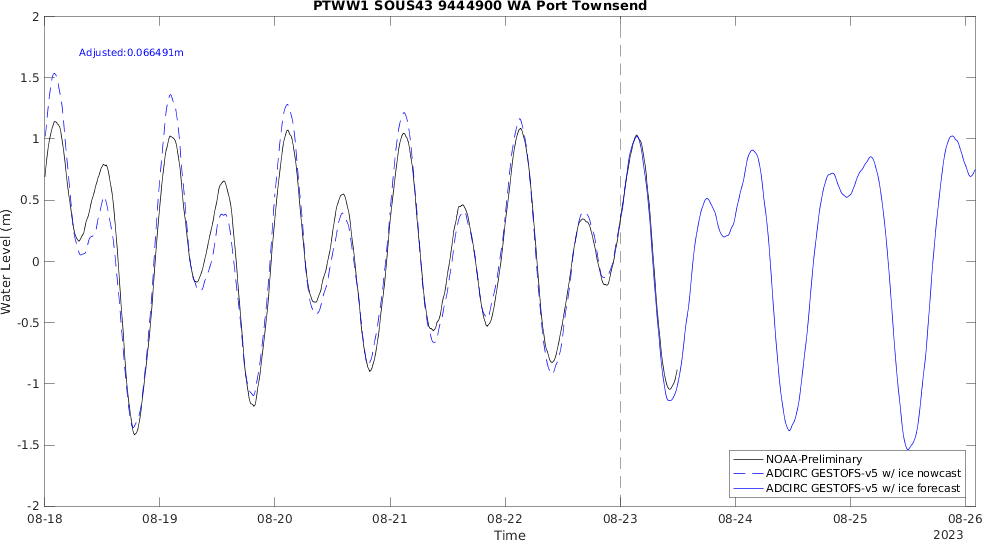 PTWW1 SOUS43 9444900 WA Port Townsend
Adjusted:0.066491m
Water Level (m)
2
1.5
1
0.5
0
-0.5
-1
-1.5
-2
NOAA-Preliminary
ADCIRC GESTOFS-v5 w/ ice nowcast
ADCIRC GESTOFS-v5 w/ ice forecast
08-18 08-19 08-20 08-21 08-22 08-23 08-24 08-25 08-26
Time
2023